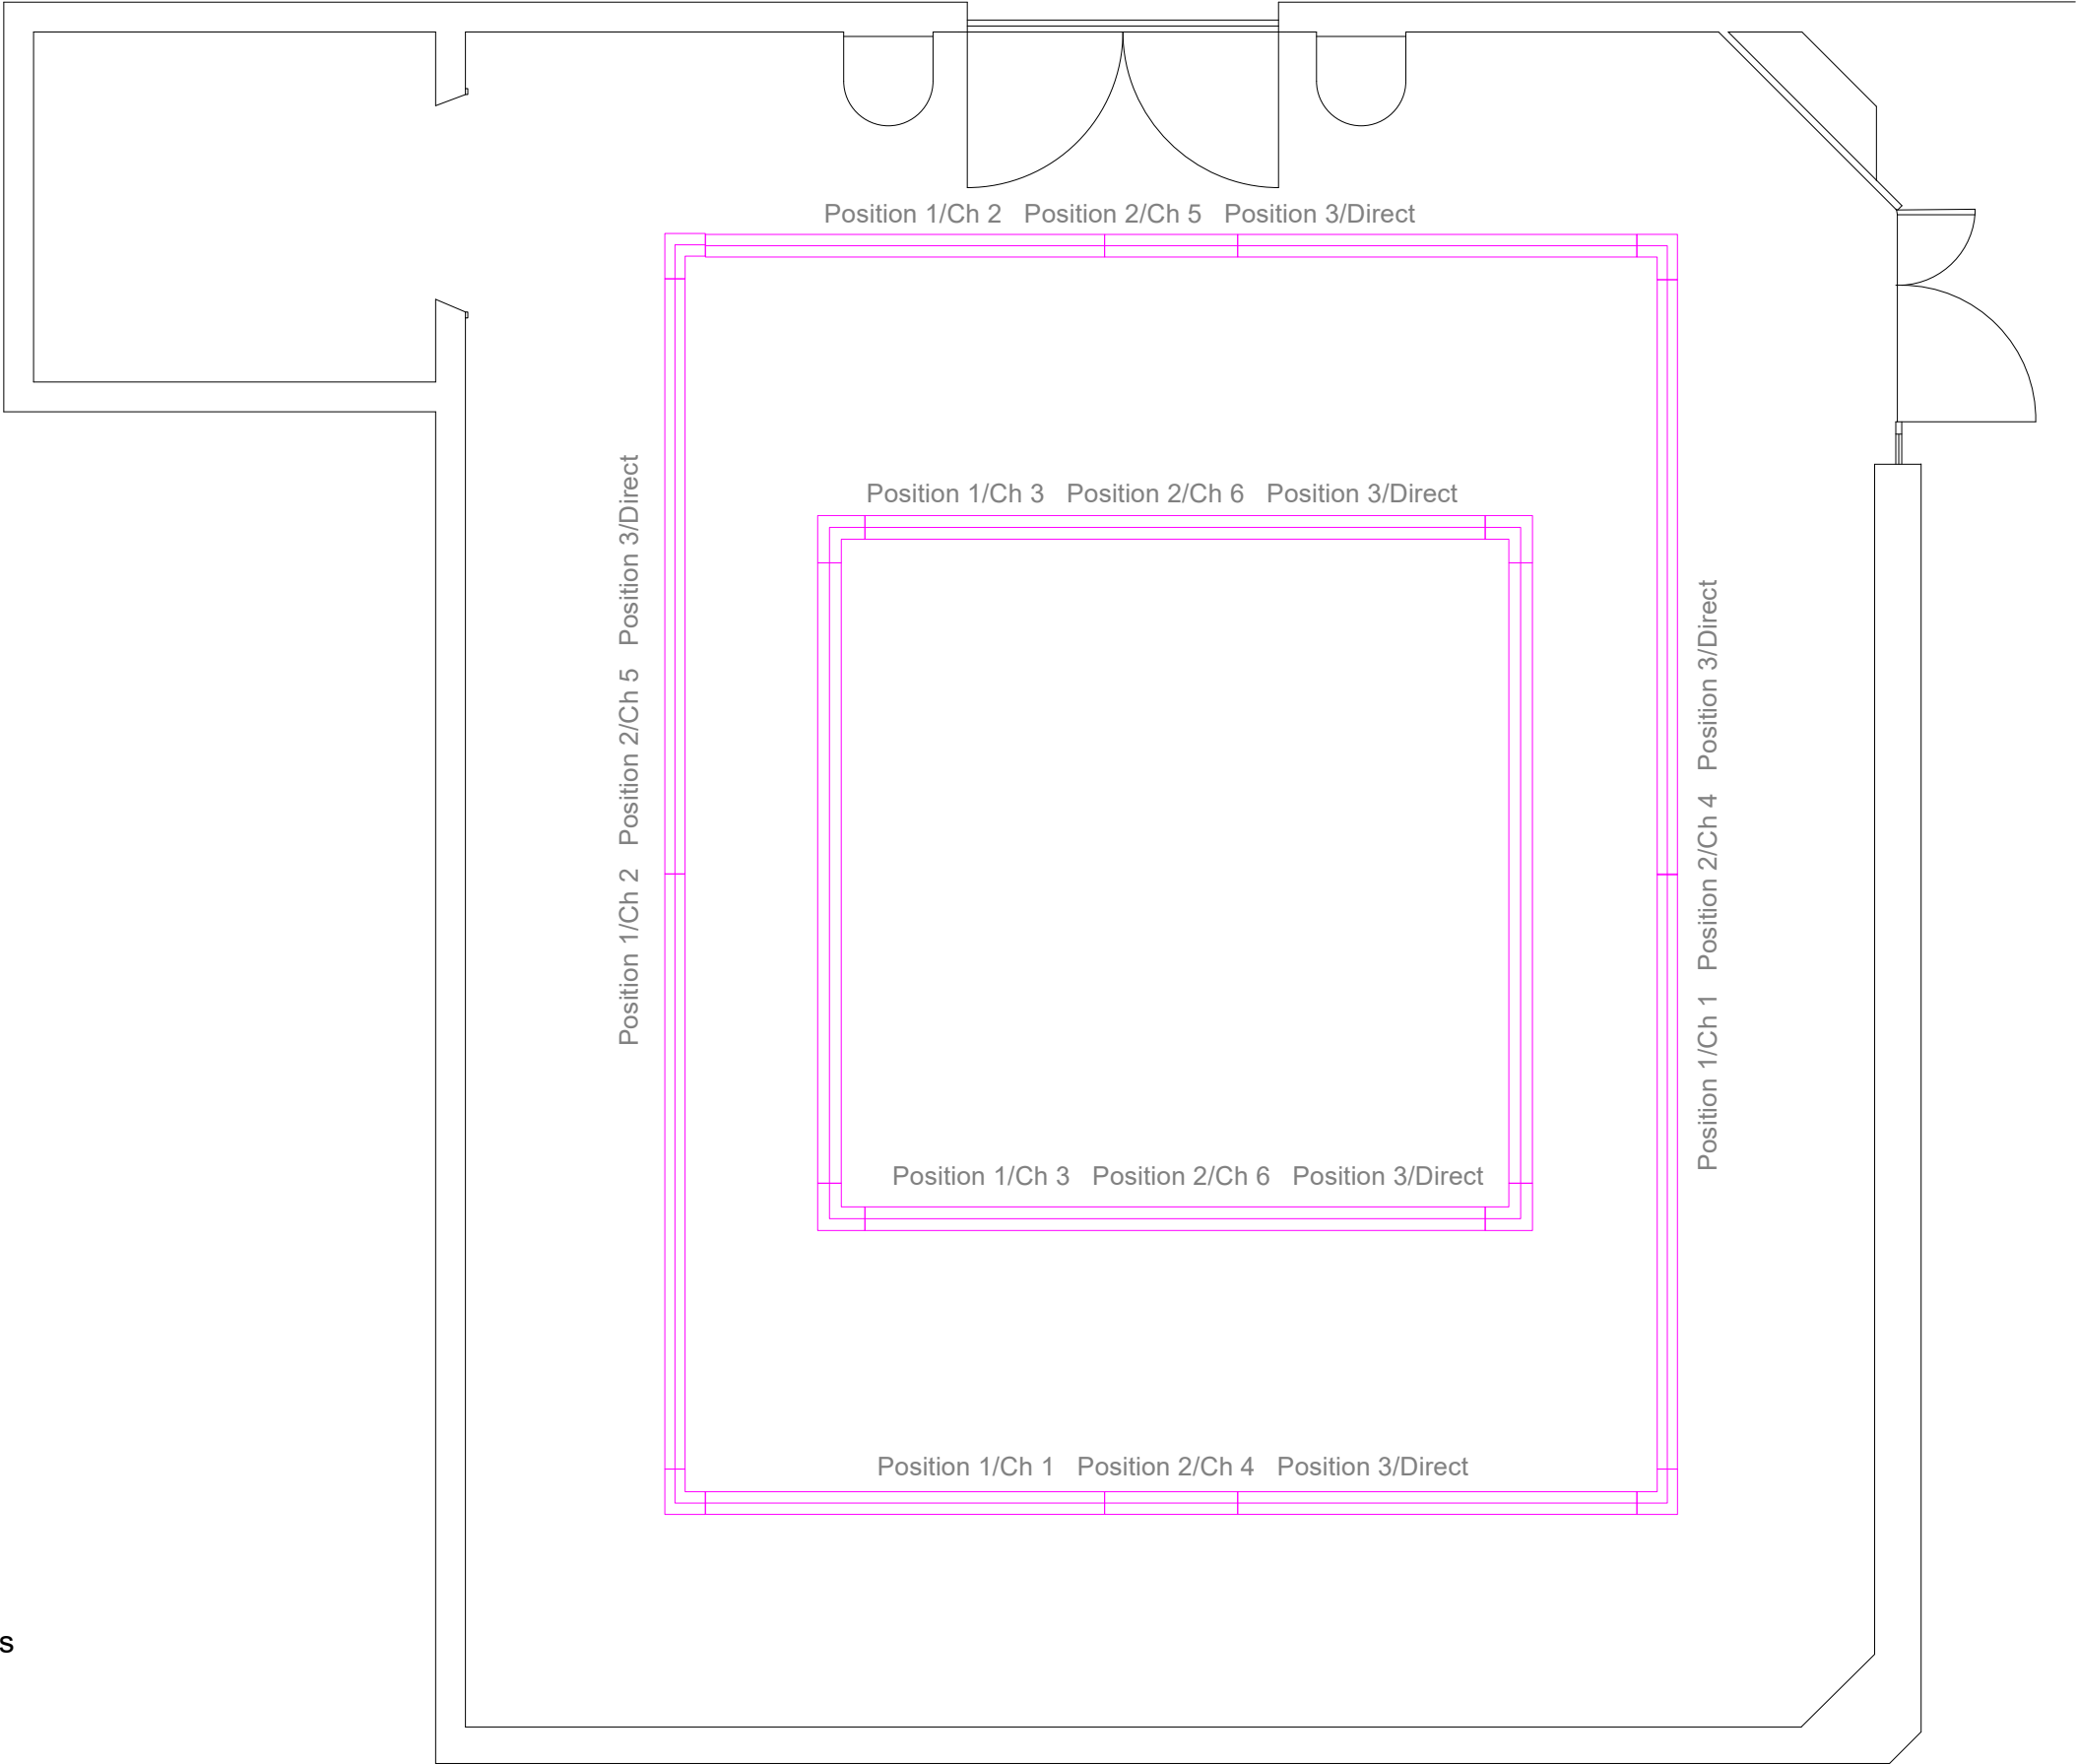 Position 1/Ch 2 Position 2/Ch 5 Position 3/Direct
Position 1/Ch 2 Position 2/Ch 5 Position 3/Direct
Position 1/Ch 3 Position 2/Ch 6 Position 3/Direct
Position 1/Ch 1 Position 2/Ch 4 Position 3/Direct
Position 1/Ch 3 Position 2/Ch 6 Position 3/Direct
Position 1/Ch 1 Position 2/Ch 4 Position 3/Direct
s